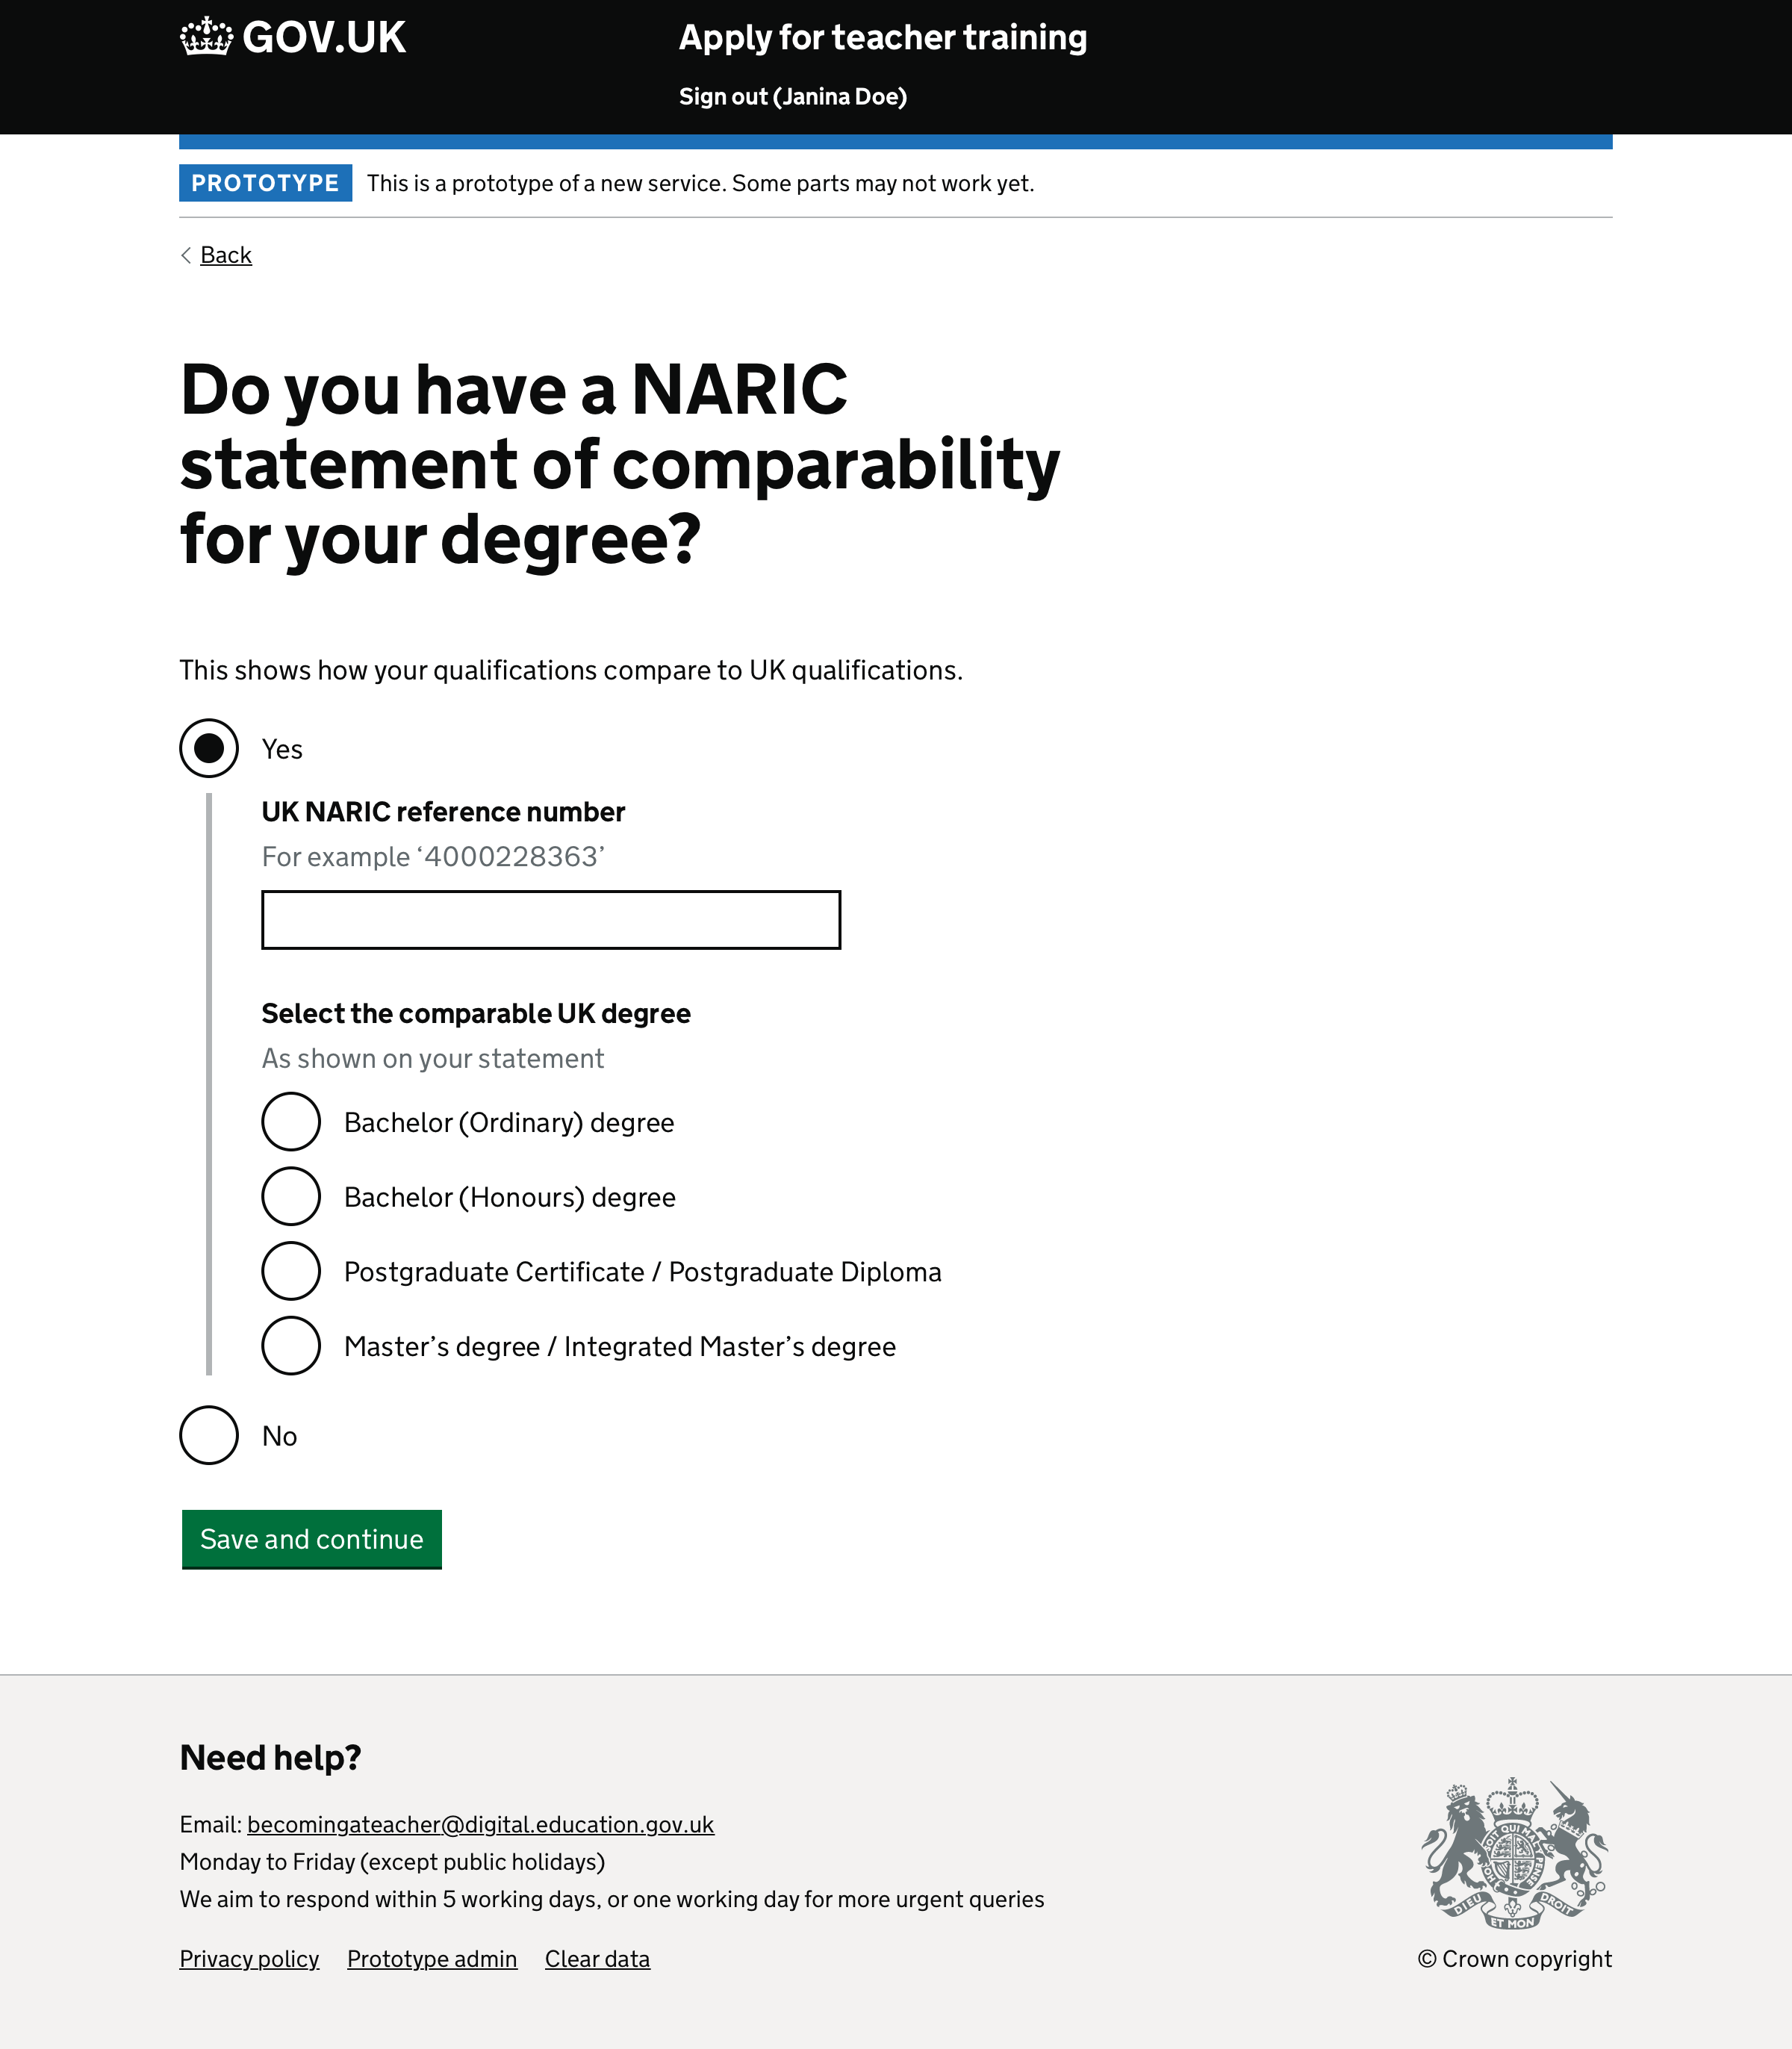 GOV.UK
Apply for teacher training
Sign out (Janina Doe)
PROTOTYPE This is a prototype of a new service. Some parts may not work yet.
Back
Do you have a NARIC
statement of comparability
for your degree?
This shows how your qualifications compare to UK qualifications.
Yes
UK NARIC reference number
For example ‘4000228363’
Select the comparable UK degree
As shown on your statement
Bachelor (Ordinary) degree
Bachelor (Honours) degree
Postgraduate Certificate / Postgraduate Diploma
Master’s degree / Integrated Master’s degree
No
Save and continue
Need help?
Email: becomingateacher@digital.education.gov.uk
Monday to Friday (except public holidays)
We aim to respond within 5 working days, or one working day for more urgent queries
Privacy policy Prototype admin Clear data
DIEU ET MON DROIT
© Crown copyright